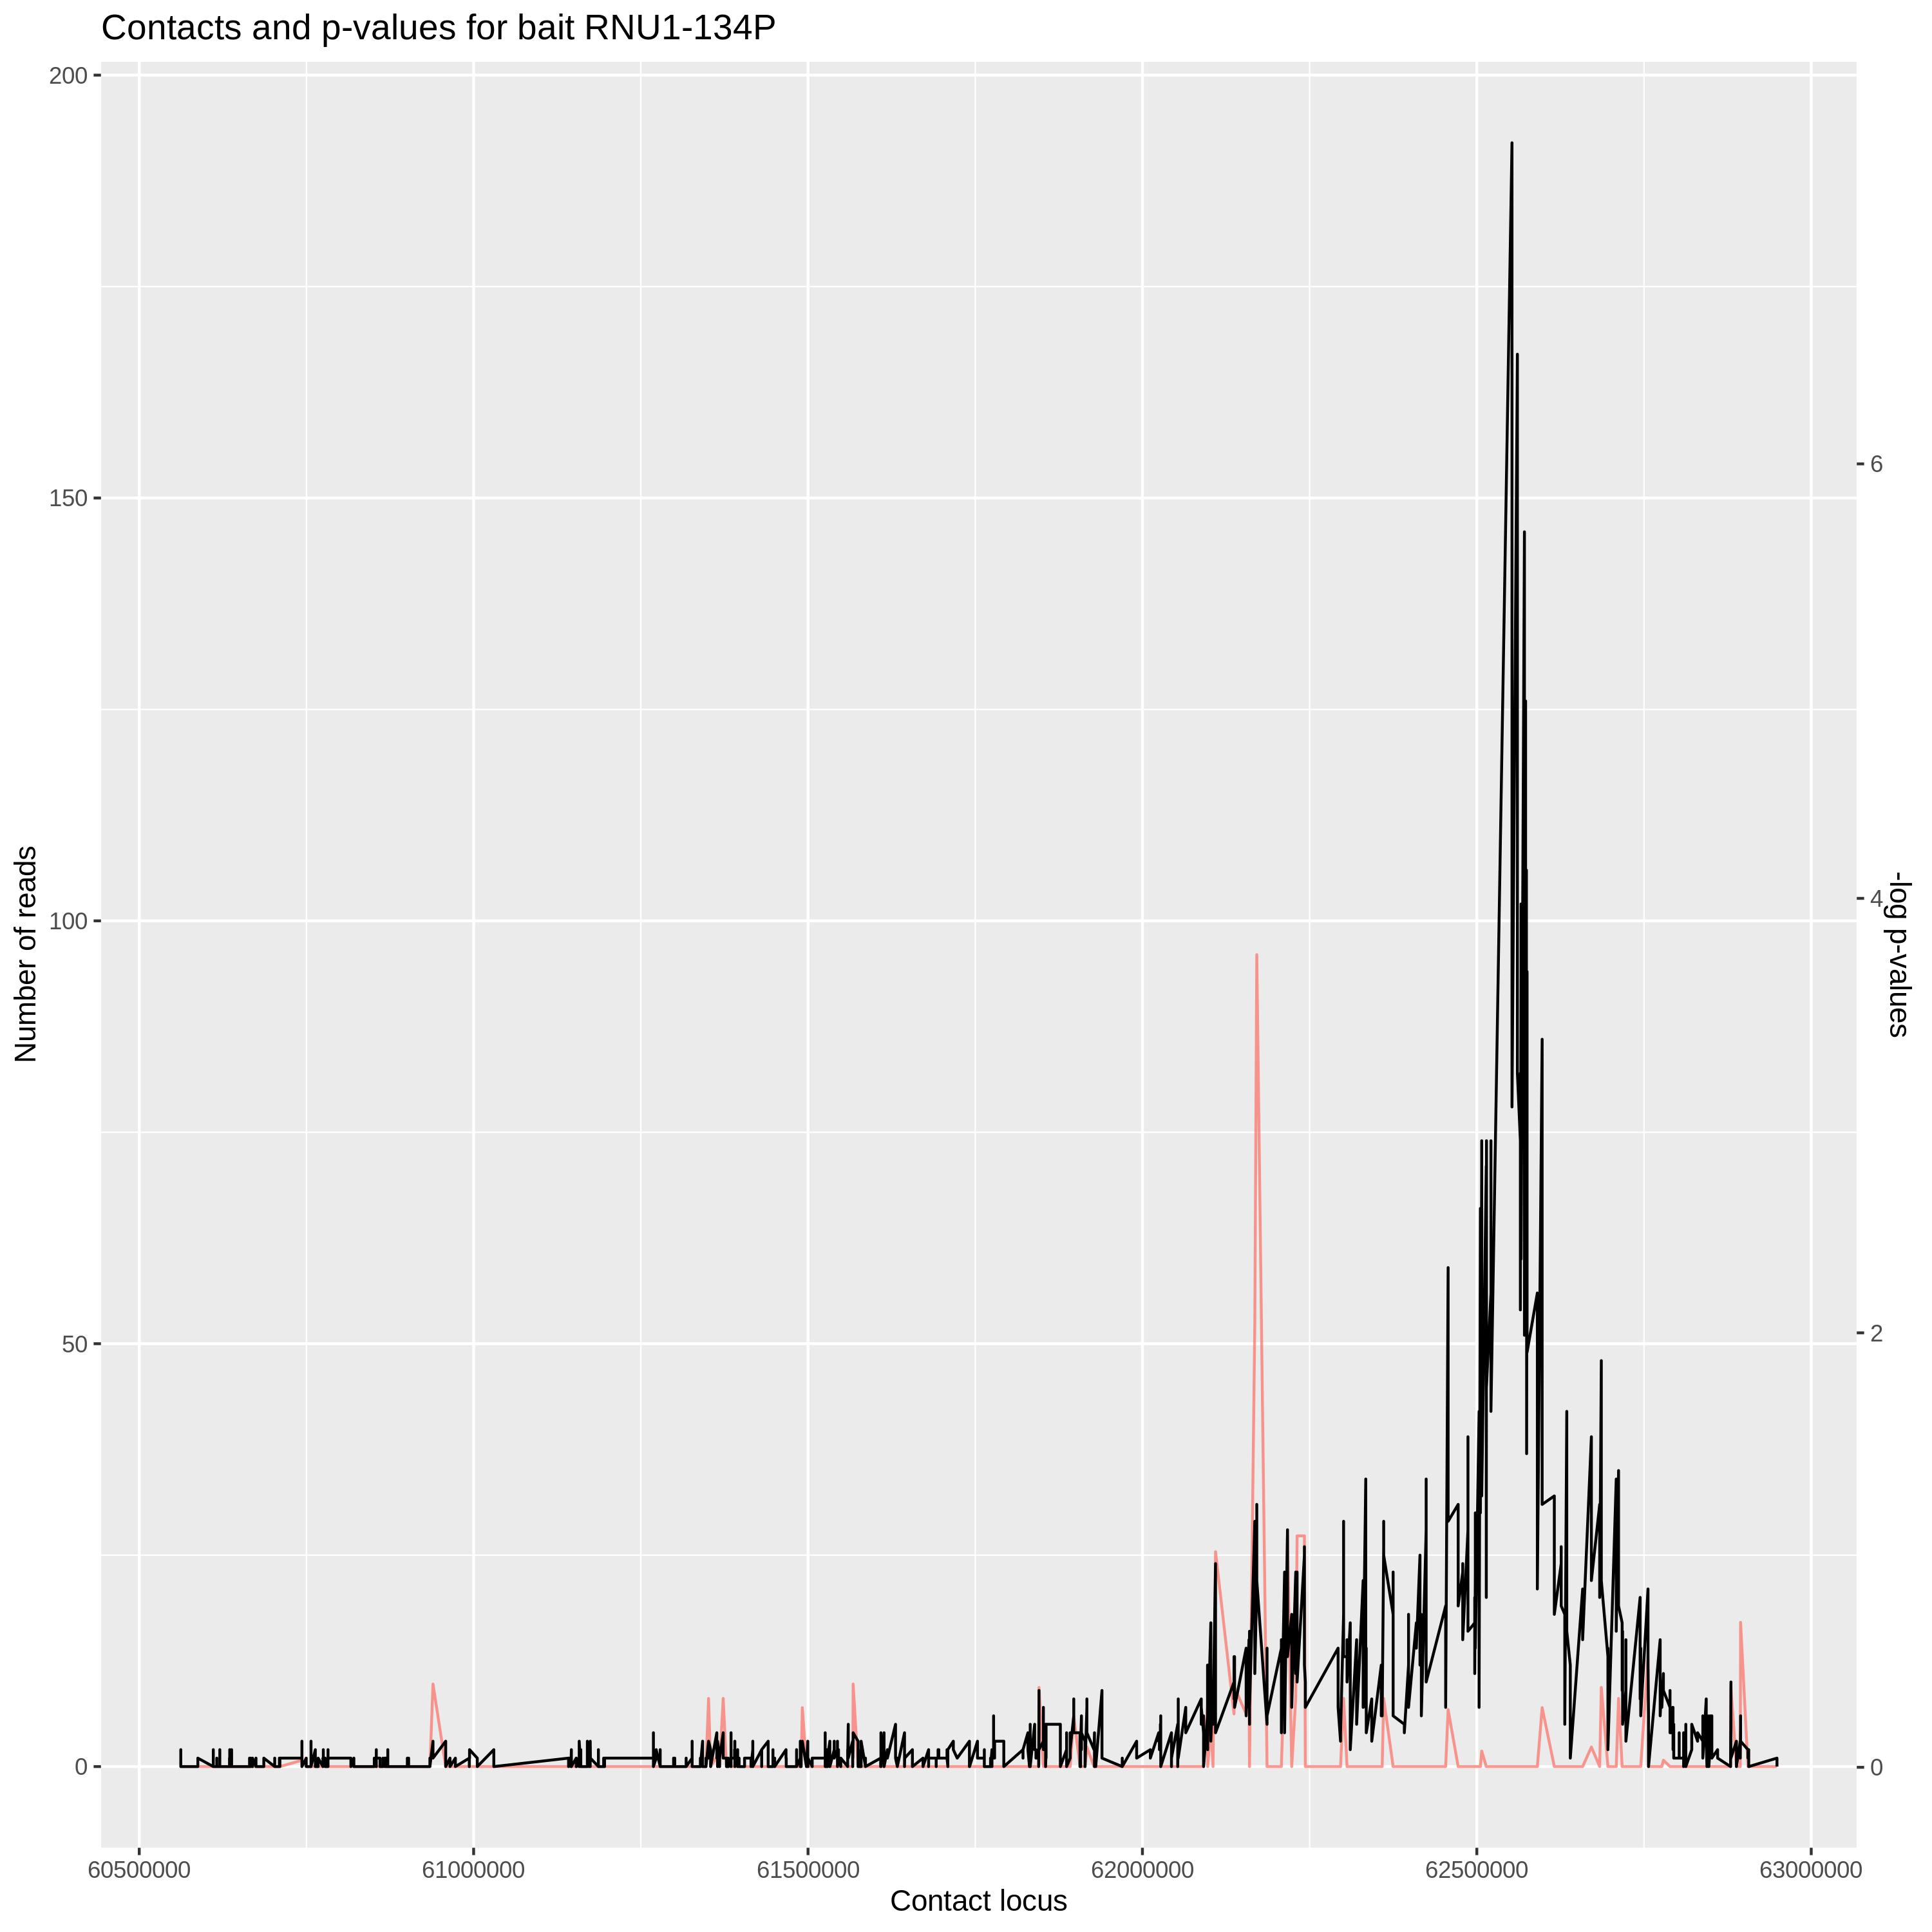 Contacts and p-values for bait RNU1-134P
200
150
100
50
0
Number of reads
6
4
2
0
-log p-values
60500000 61000000 61500000 62000000 62500000 63000000
Contact locus